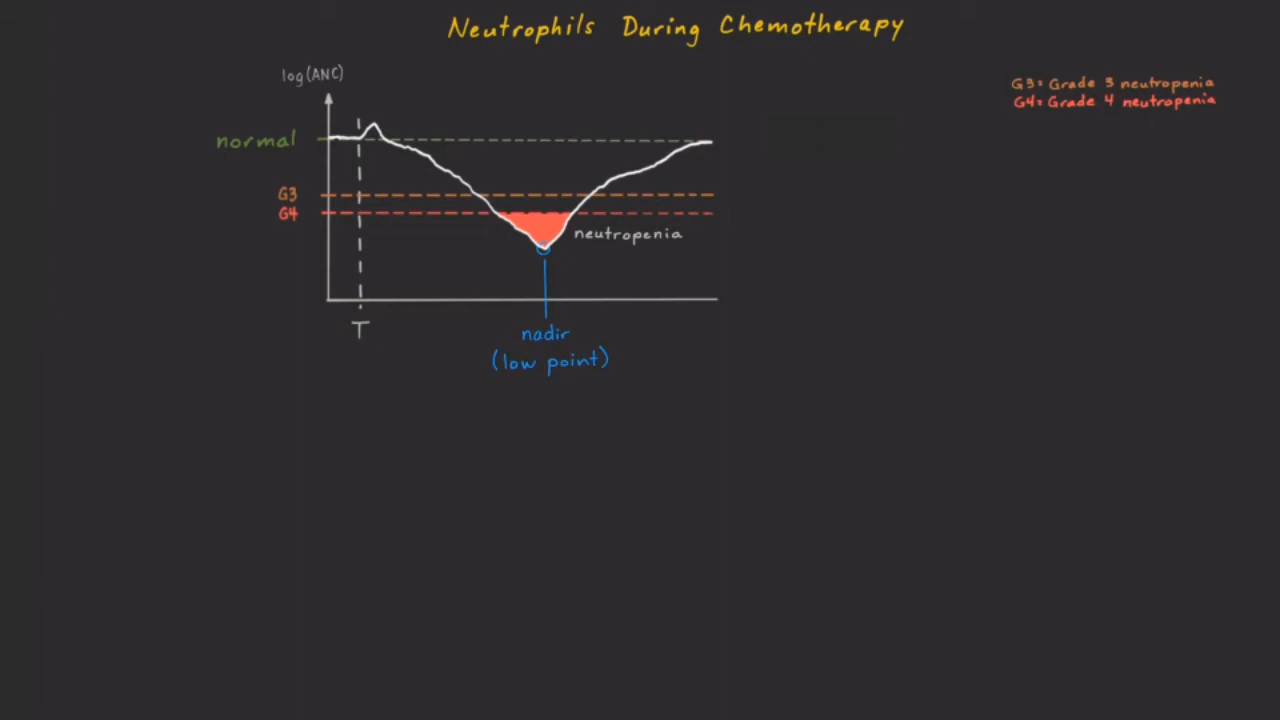 Neutrophils During Chemotherapy
log(ANC)
G3= Grade 3 neutropenia
G4= Grade 4 neutropenia
normal
G3
G4
neutropenia
T
nadir
(low point)